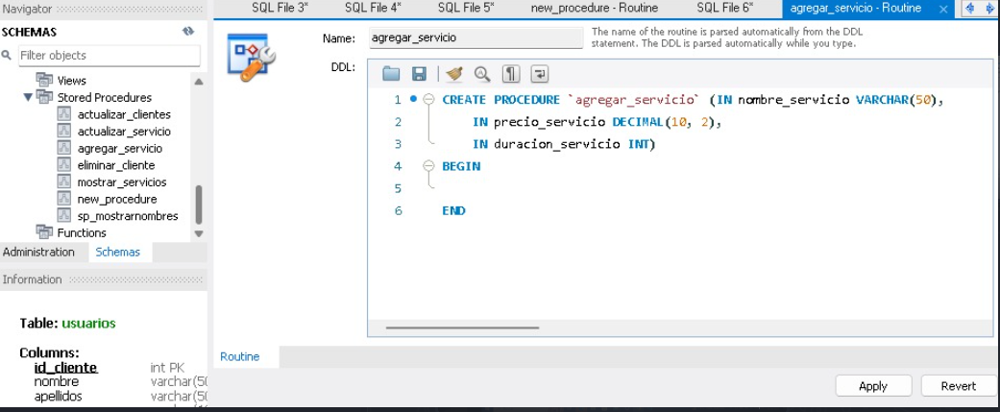 Navigator
SQL File 3*
SQL File 4*
SQL File 5*
new_procedure - Routine
SQL File 6*
agregar_servicio - Routine
SCHEMAS
Filter objects
Views
Stored Procedures
actualizar_clientes
actualizar_servicio
agregar_servicio
eliminar_cliente
mostrar_servicios
new_procedure
sp_mostrarnombres
Functions
Administration Schemas
Information
Table: usuarios
Columns:
id_cliente int PK
nombre varchar(50
apellidos varchar(50
Name: agregar_servicio
The name of the routine is parsed automatically from the DDL
statement. The DDL is parsed automatically while you type.
DDL:
1 CREATE PROCEDURE `agregar_servicio` (IN nombre_servicio VARCHAR(50),
2 IN precio_servicio DECIMAL(10, 2),
3 IN duracion_servicio INT)
4 BEGIN
5
6 END
Routine
Apply Revert